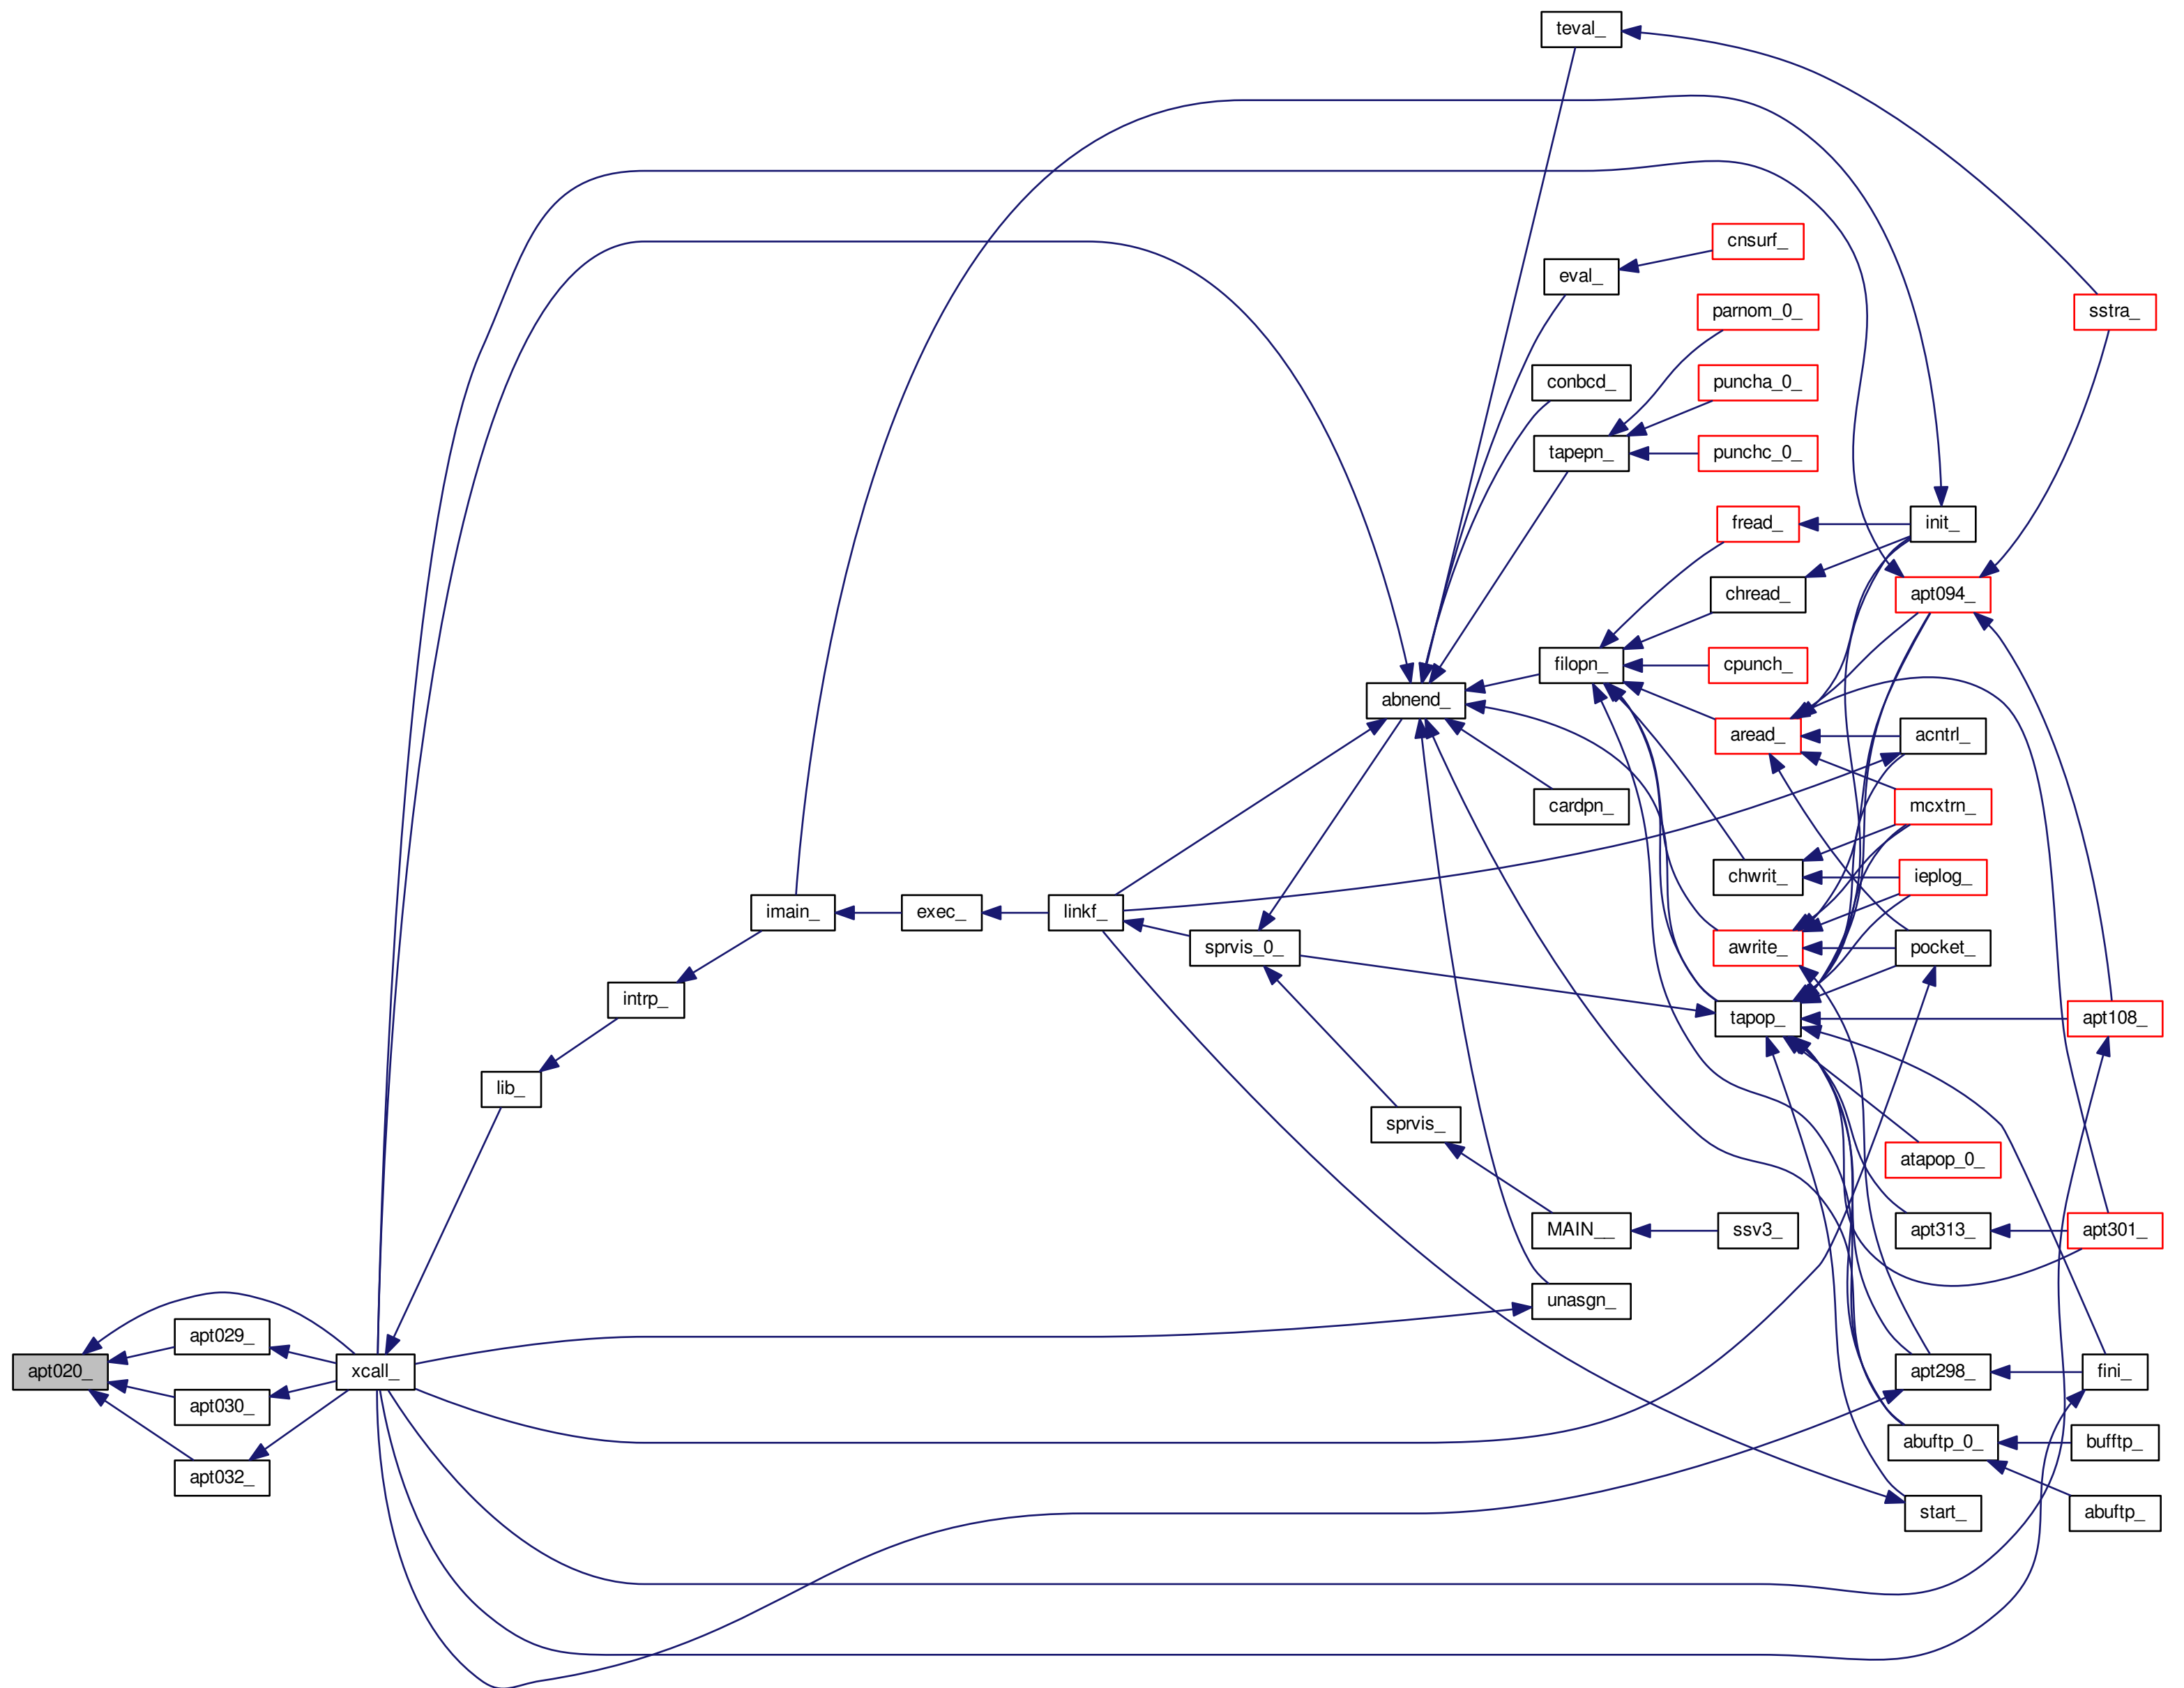 teval_
cnsurf_
eval_
parnom_0_
sstra_
conbcd_
puncha_0_
tapepn_
punchc_0_
fread_
init_
chread_
apt094_
filopn_
cpunch_
abnend_
aread_
acntrl_
cardpn_
mcxtrn_
chwrit_
ieplog_
imain_
exec_
linkf_
sprvis_0_
awrite_
pocket_
intrp_
tapop_
apt108_
lib_
sprvis_
atapop_0_
MAIN__
ssv3_
apt313_
apt301_
unasgn_
apt029_
apt020_
xcall_
apt298_
fini_
apt030_
abuftp_0_
bufftp_
apt032_
start_
abuftp_